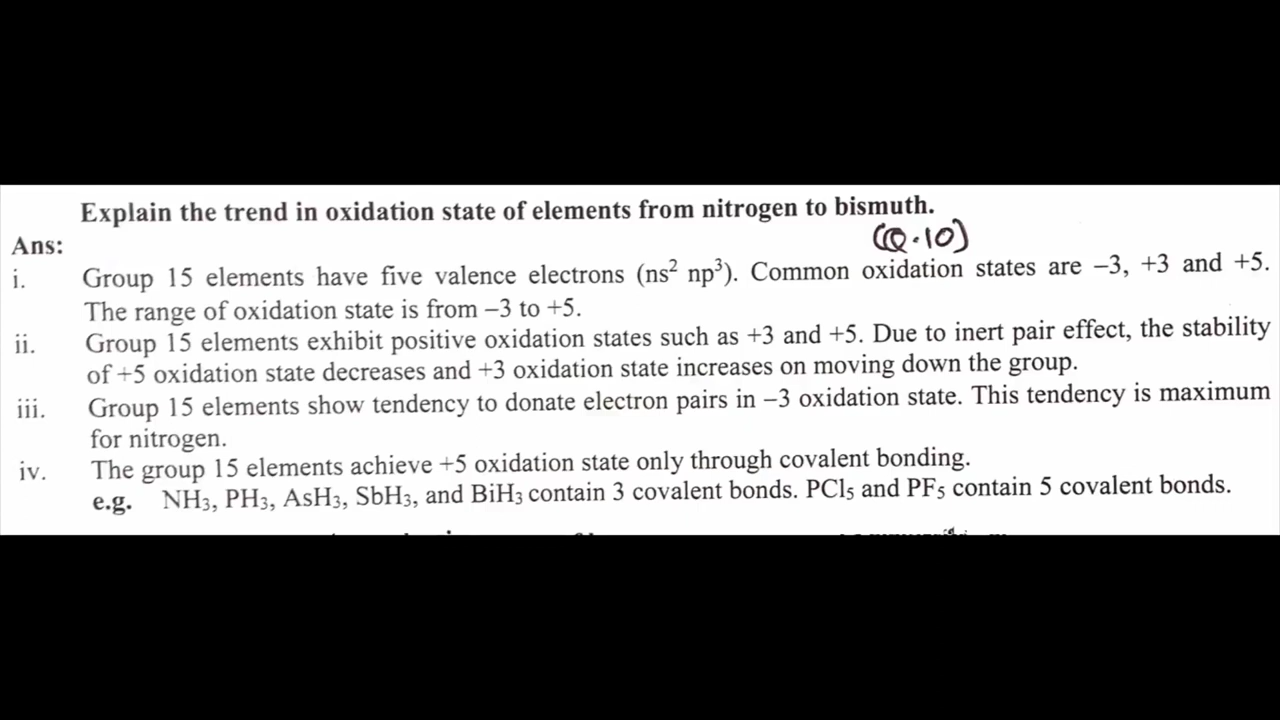 Explain the trend in oxidation state of elements from nitrogen to bismuth.
(Q.10)
Ans:
i. Group 15 elements have five valence electrons (ns² np³). Common oxidation states are –3, +3 and +5.
The range of oxidation state is from –3 to +5.
ii. Group 15 elements exhibit positive oxidation states such as +3 and +5. Due to inert pair effect, the stability
of +5 oxidation state decreases and +3 oxidation state increases on moving down the group.
iii. Group 15 elements show tendency to donate electron pairs in –3 oxidation state. This tendency is maximum
for nitrogen.
iv. The group 15 elements achieve +5 oxidation state only through covalent bonding.
e.g. NH₃, PH₃, AsH₃, SbH₃, and BiH₃ contain 3 covalent bonds. PCl₅ and PF₅ contain 5 covalent bonds.